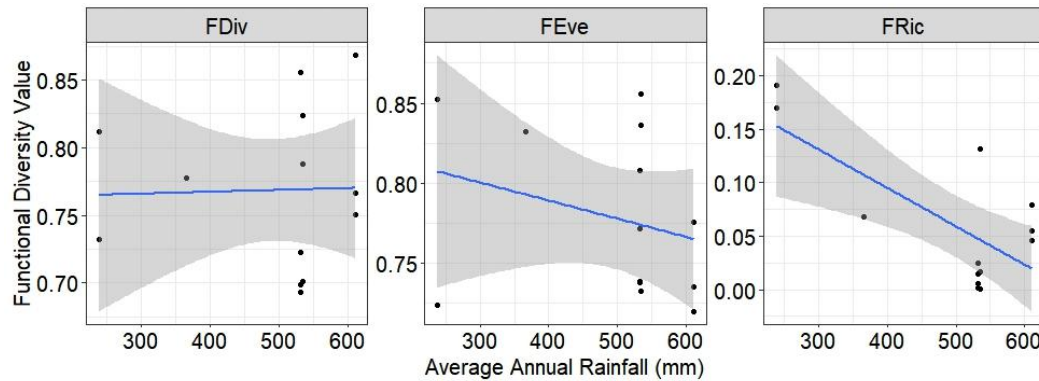 FDiv FEve FRic
Functional Diversity Value
0.85
0.80
0.75
0.70
300 400 500 600
0.85
0.80
0.75
300 400 500 600
0.20
0.15
0.10
0.05
0.00
300 400 500 600
Average Annual Rainfall (mm)